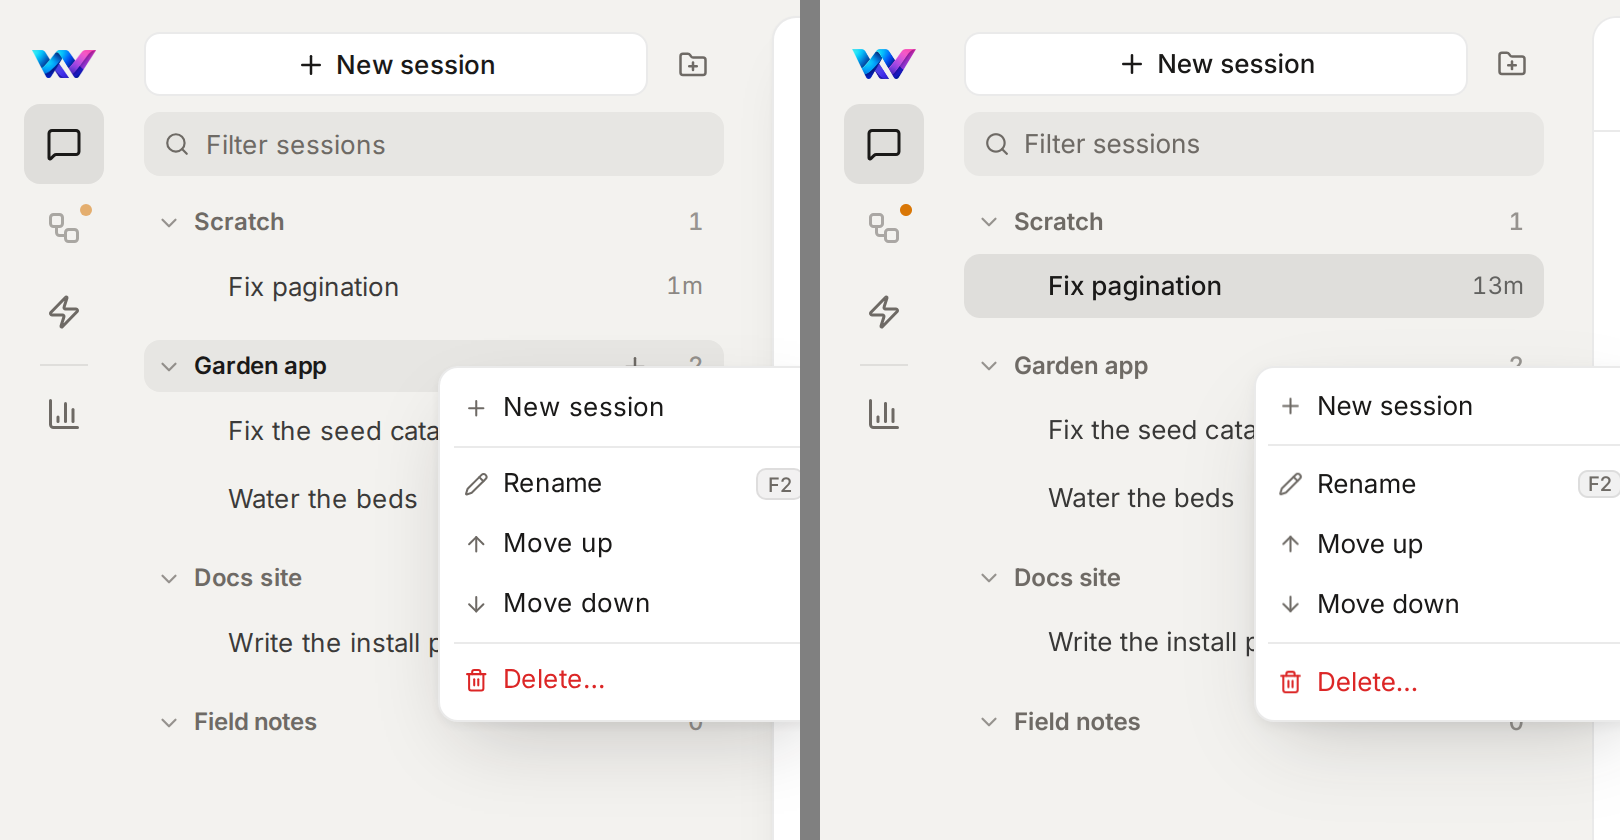 New session
Filter sessions
Scratch 1
Fix pagination 1m
Garden app
New session
Fix the seed
Rename F2
Water the beds
Move up
Docs site
Move down
Write the install
Delete...
Field notes
New session
Filter sessions
Scratch 1
Fix pagination 13m
Garden app
New session
Fix the seed
Rename F2
Water the beds
Move up
Docs site
Move down
Write the install
Delete...
Field notes